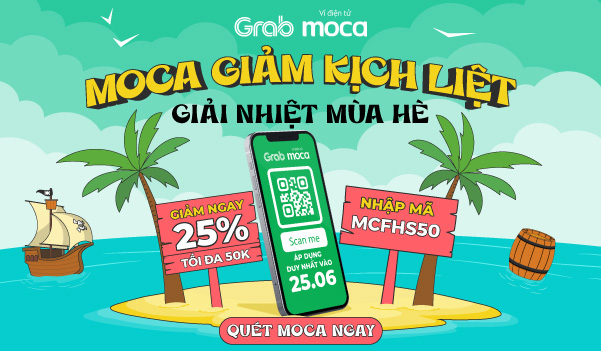 Ví điện tử
Grab moca
MOCA GIẢM KỊCH LIỆT
GIẢI NHIỆT MÙA HÈ
Grab moca
GIẢM NGAY
25%
TỐI ĐA 50K
NHẬP MÃ
MCFHS50
Scan me
ÁP DỤNG
DUY NHẤT VÀO
25.06
QUÉT MOCA NGAY